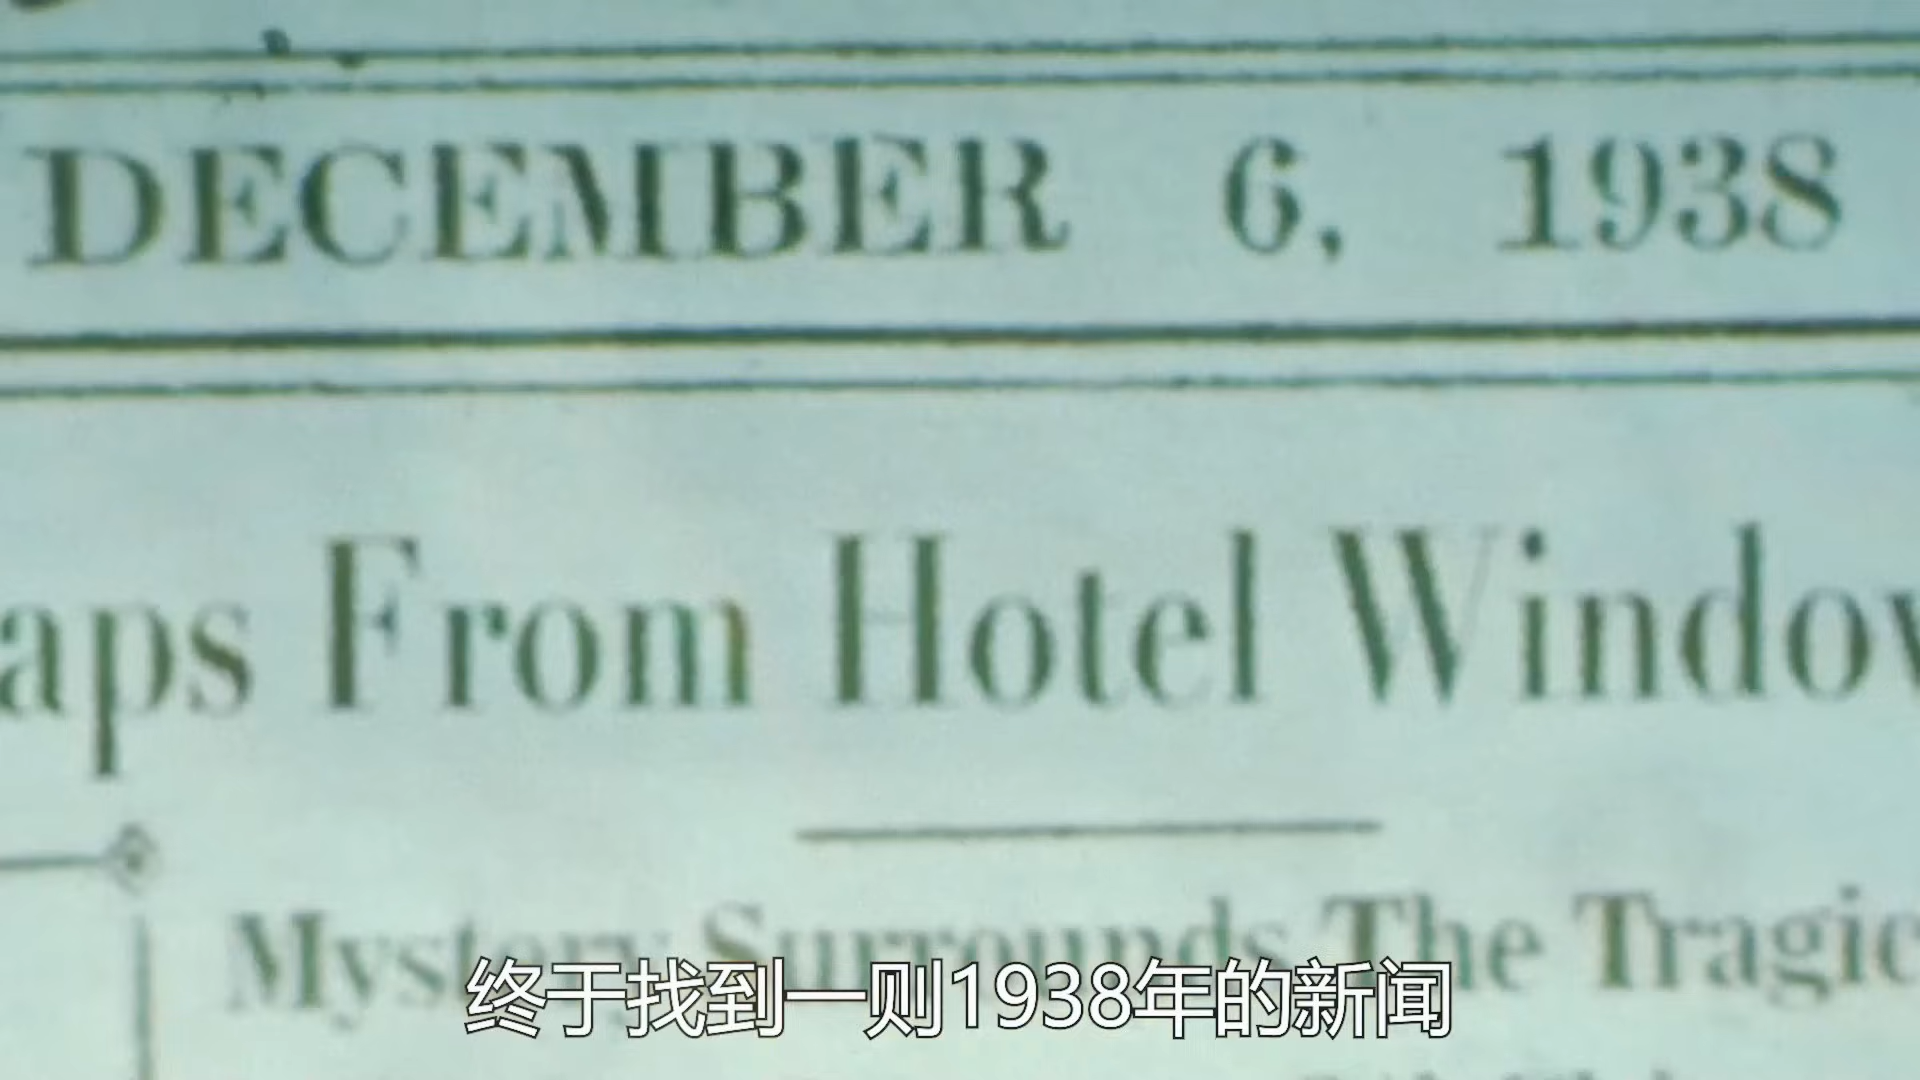 DECEMBER 6, 1938
aps From Hotel Window
Mystery Surrounds The Tragic
终于找到一则1938年的新闻